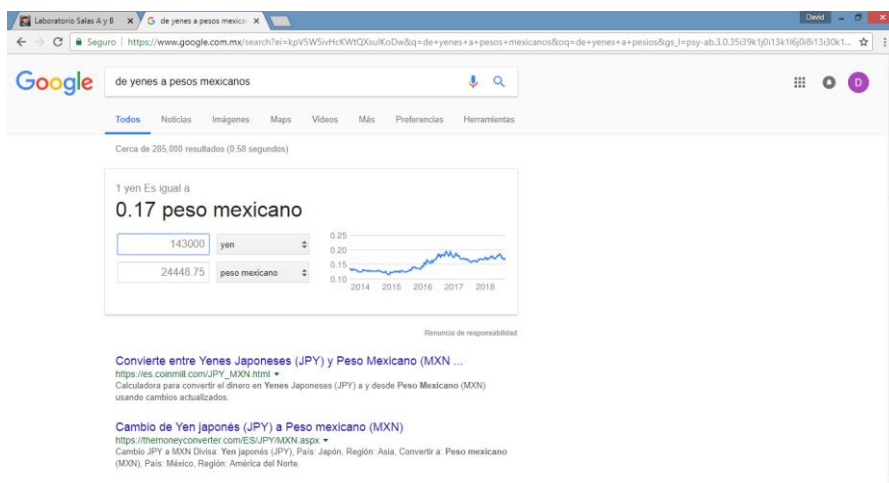 Laboratorio Salas A y B
de yenes a pesos mexica
David
Seguro
https://www.google.com.mx/search?ei=kpV5W5ivHcKWtQXsulKoDw&q=de+yenes+a+pesos+mexicanos&oq=de+yenes+a+pesios&gs_l=psy-ab.3.0.35i39k1j0i13k1l6j0i8i13i30k1...
Google
de yenes a pesos mexicanos
D
Todos Noticias Imágenes Maps Videos Más Preferencias Herramientas
Cerca de 285,000 resultados (0.58 segundos)
1 yen Es igual a
0.17 peso mexicano
143000 yen
24448.75 peso mexicano
0.25
0.20
0.15
0.10
2014 2015 2016 2017 2018
Renuncia de responsabilidad
Convierte entre Yenes Japoneses (JPY) y Peso Mexicano (MXN ...
https://es.coinmill.com/JPY_MXN.html
Calculadora para convertir el dinero en Yenes Japoneses (JPY) a y desde Peso Mexicano (MXN)
usando cambios actualizados.
Cambio de Yen japonés (JPY) a Peso mexicano (MXN)
https://themoneyconverter.com/ES/JPY/MXN.aspx
Cambio JPY a MXN Divisa: Yen japonés (JPY), País: Japón, Región: Asia, Convertir a: Peso mexicano
(MXN), País: México, Región: América del Norte.